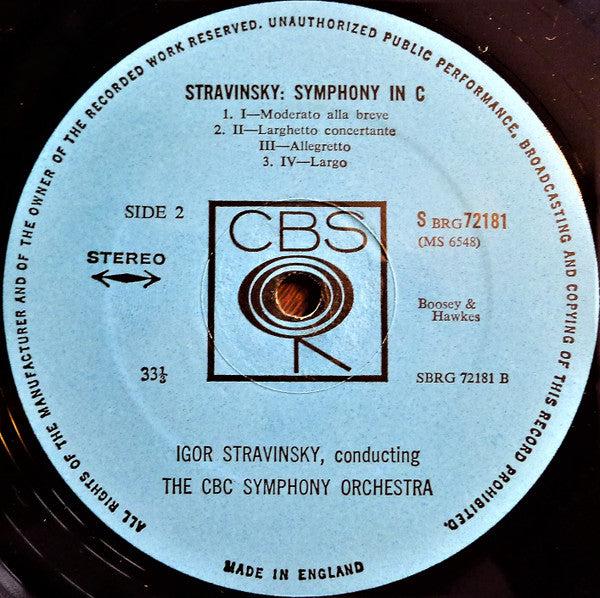 ALL RIGHTS OF THE MANUFACTURER AND OF THE OWNER OF THE RECORDED WORK RESERVED. UNAUTHORIZED PUBLIC PERFORMANCE, BROADCASTING AND COPYING OF THIS RECORD PROHIBITED.
STRAVINSKY: SYMPHONY IN C
1. I—Moderato alla breve
2. II—Larghetto concertante
III—Allegretto
3. IV—Largo
SIDE 2
CBS
S BRG 72181
(MS 6548)
STEREO
Boosey &
Hawkes
33⅓
SBRG 72181 B
IGOR STRAVINSKY, conducting
THE CBC SYMPHONY ORCHESTRA
MADE IN ENGLAND